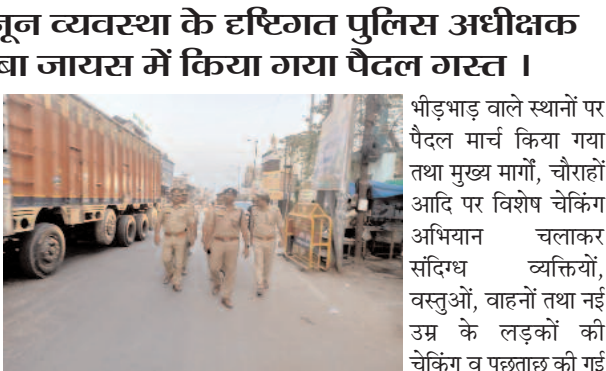 व्यवस्था के दृष्टिगत पुलिस अधीक्षक
जायस में किया गया पैदल गस्त ।
भीड़भाड़ वाले स्थानों पर
पैदल मार्च किया गया
तथा मुख्य मार्गों, चौराहों
आदि पर विशेष चेकिंग
अभियान चलाकर
संदिग्ध व्यक्तियों,
वस्तुओं, वाहनों तथा नई
उम्र के लड़कों की
चेकिंग व पूछताछ की गई